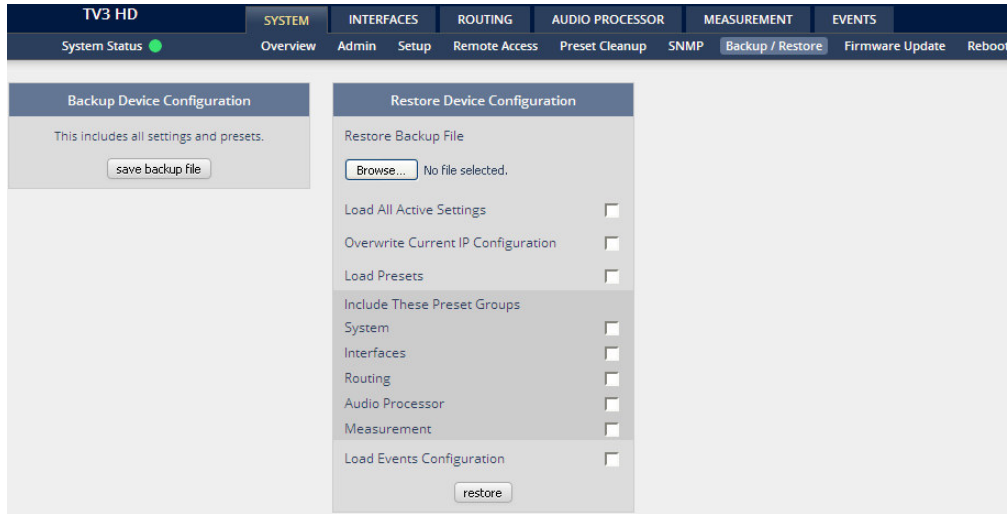 TV3 HD
SYSTEM INTERFACES ROUTING AUDIO PROCESSOR MEASUREMENT EVENTS
System Status Overview Admin Setup Remote Access Preset Cleanup SNMP Backup / Restore Firmware Update Reboot
Backup Device Configuration
This includes all settings and presets.
save backup file
Restore Device Configuration
Restore Backup File
Browse... No file selected.
Load All Active Settings
Overwrite Current IP Configuration
Load Presets
Include These Preset Groups
System
Interfaces
Routing
Audio Processor
Measurement
Load Events Configuration
restore